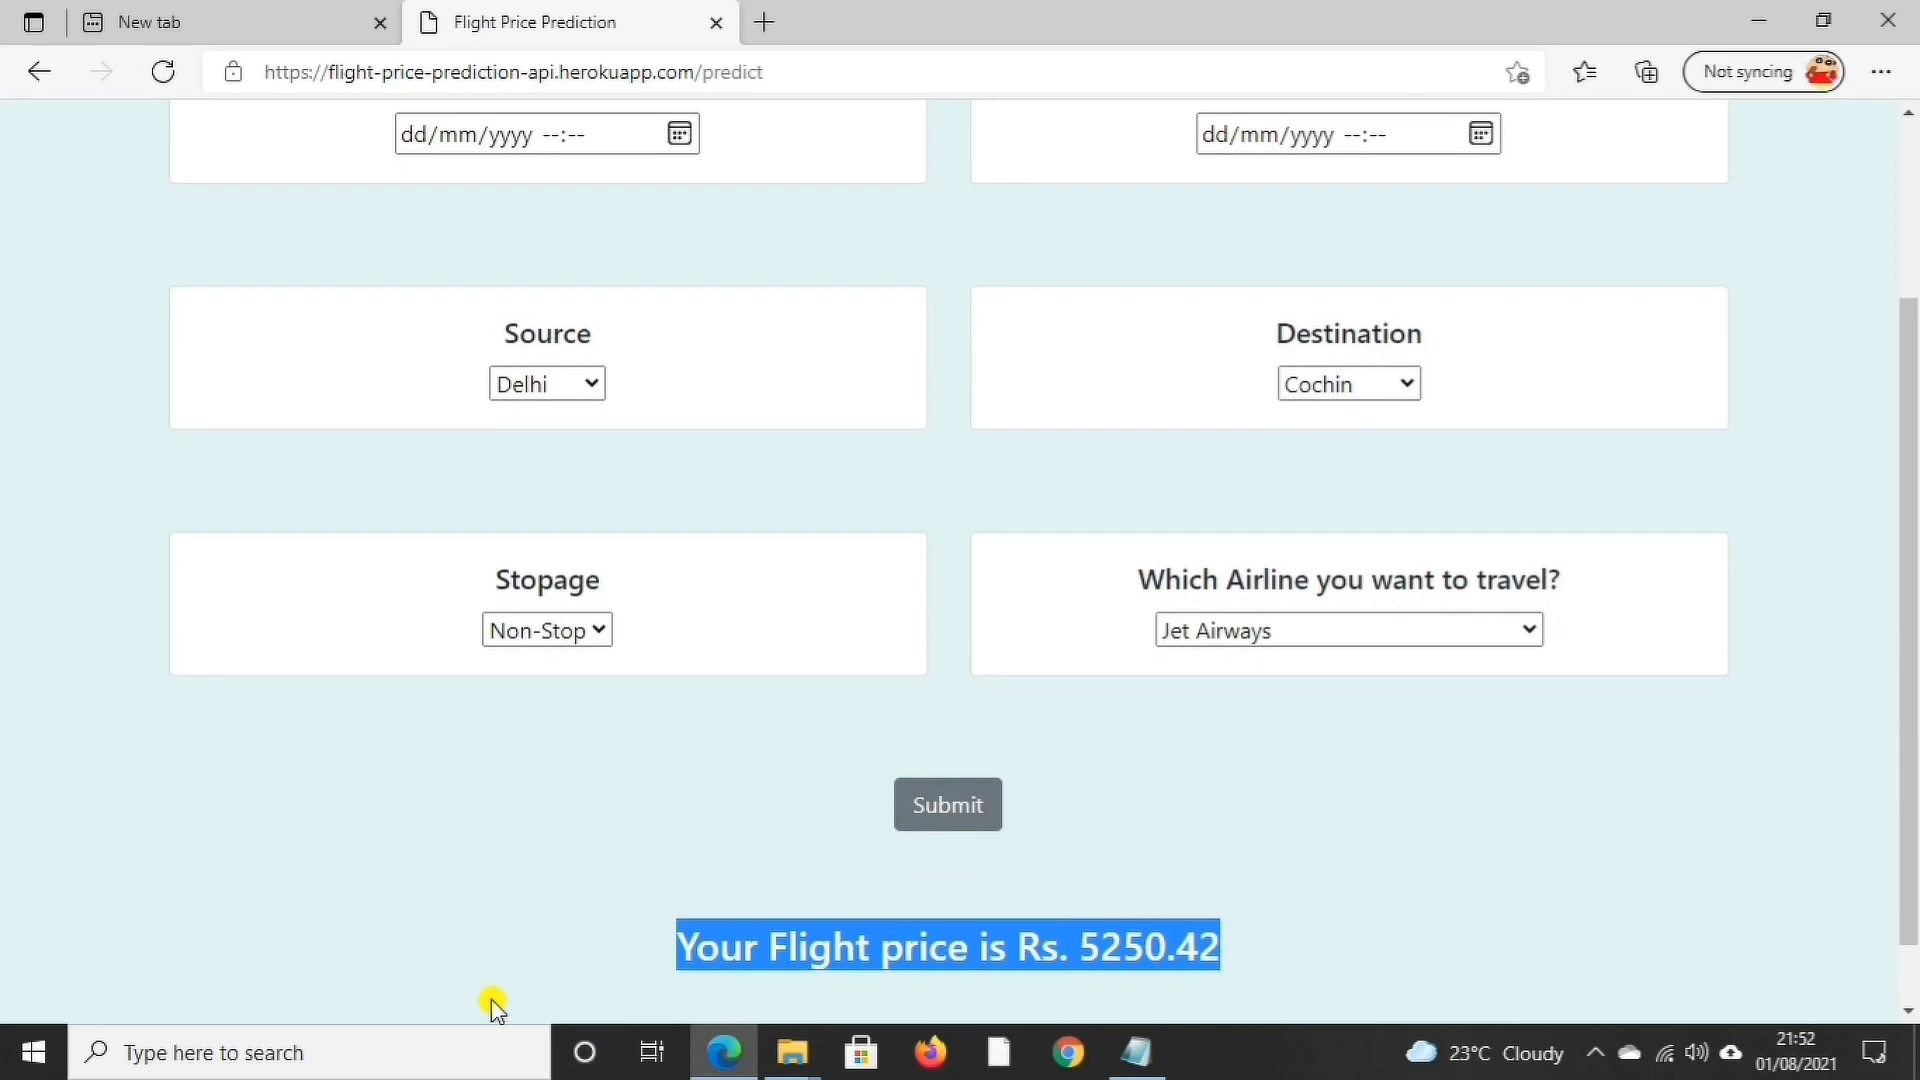 New tab
Flight Price Prediction
https://flight-price-prediction-api.herokuapp.com/predict
Not syncing
dd/mm/yyyy --:--
dd/mm/yyyy --:--
Source
Destination
Delhi
Cochin
Stopage
Which Airline you want to travel?
Non-Stop
Jet Airways
Submit
Your Flight price is Rs. 5250.42
Type here to search
23°C Cloudy
21:52
01/08/2021